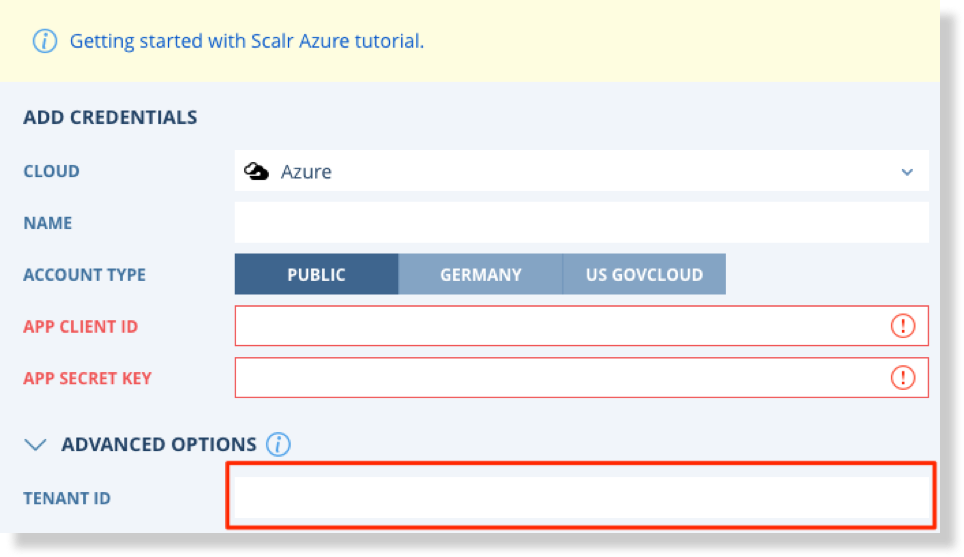 Getting started with Scalr Azure tutorial.
ADD CREDENTIALS
CLOUD Azure
NAME
ACCOUNT TYPE PUBLIC GERMANY US GOVCLOUD
APP CLIENT ID
APP SECRET KEY
ADVANCED OPTIONS
TENANT ID